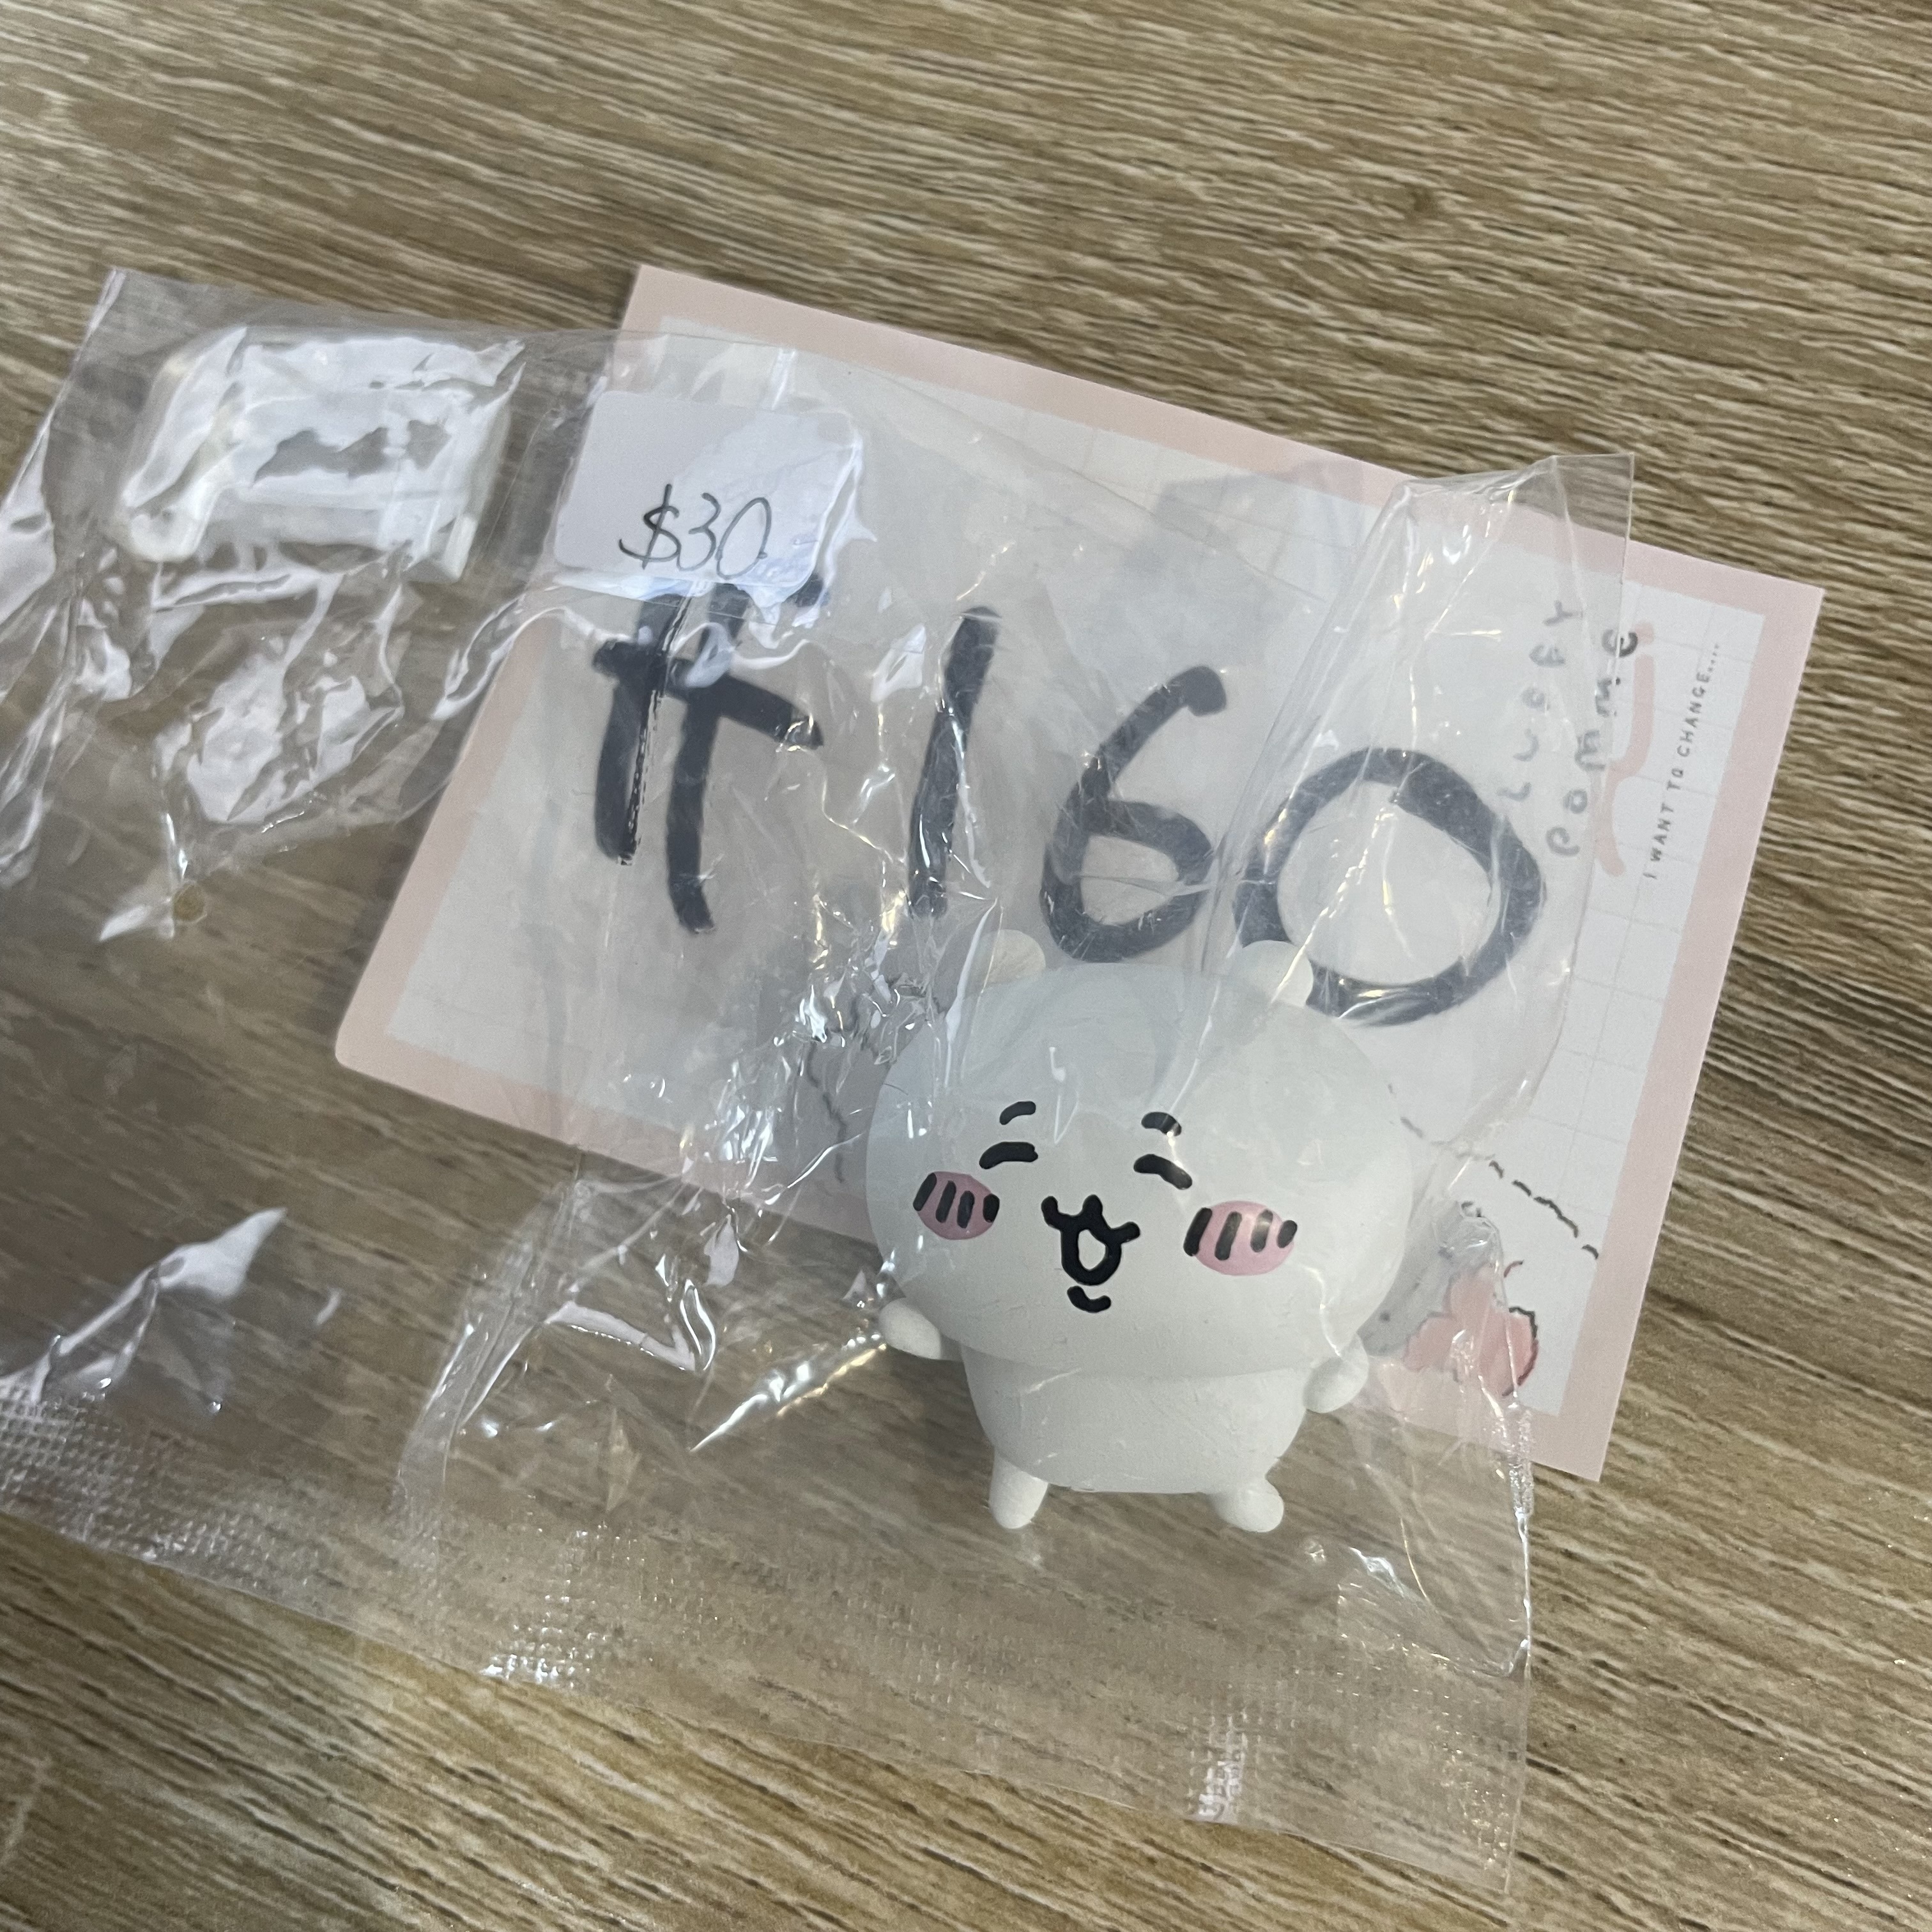 $30
#160
I WANT TO CHANGE....